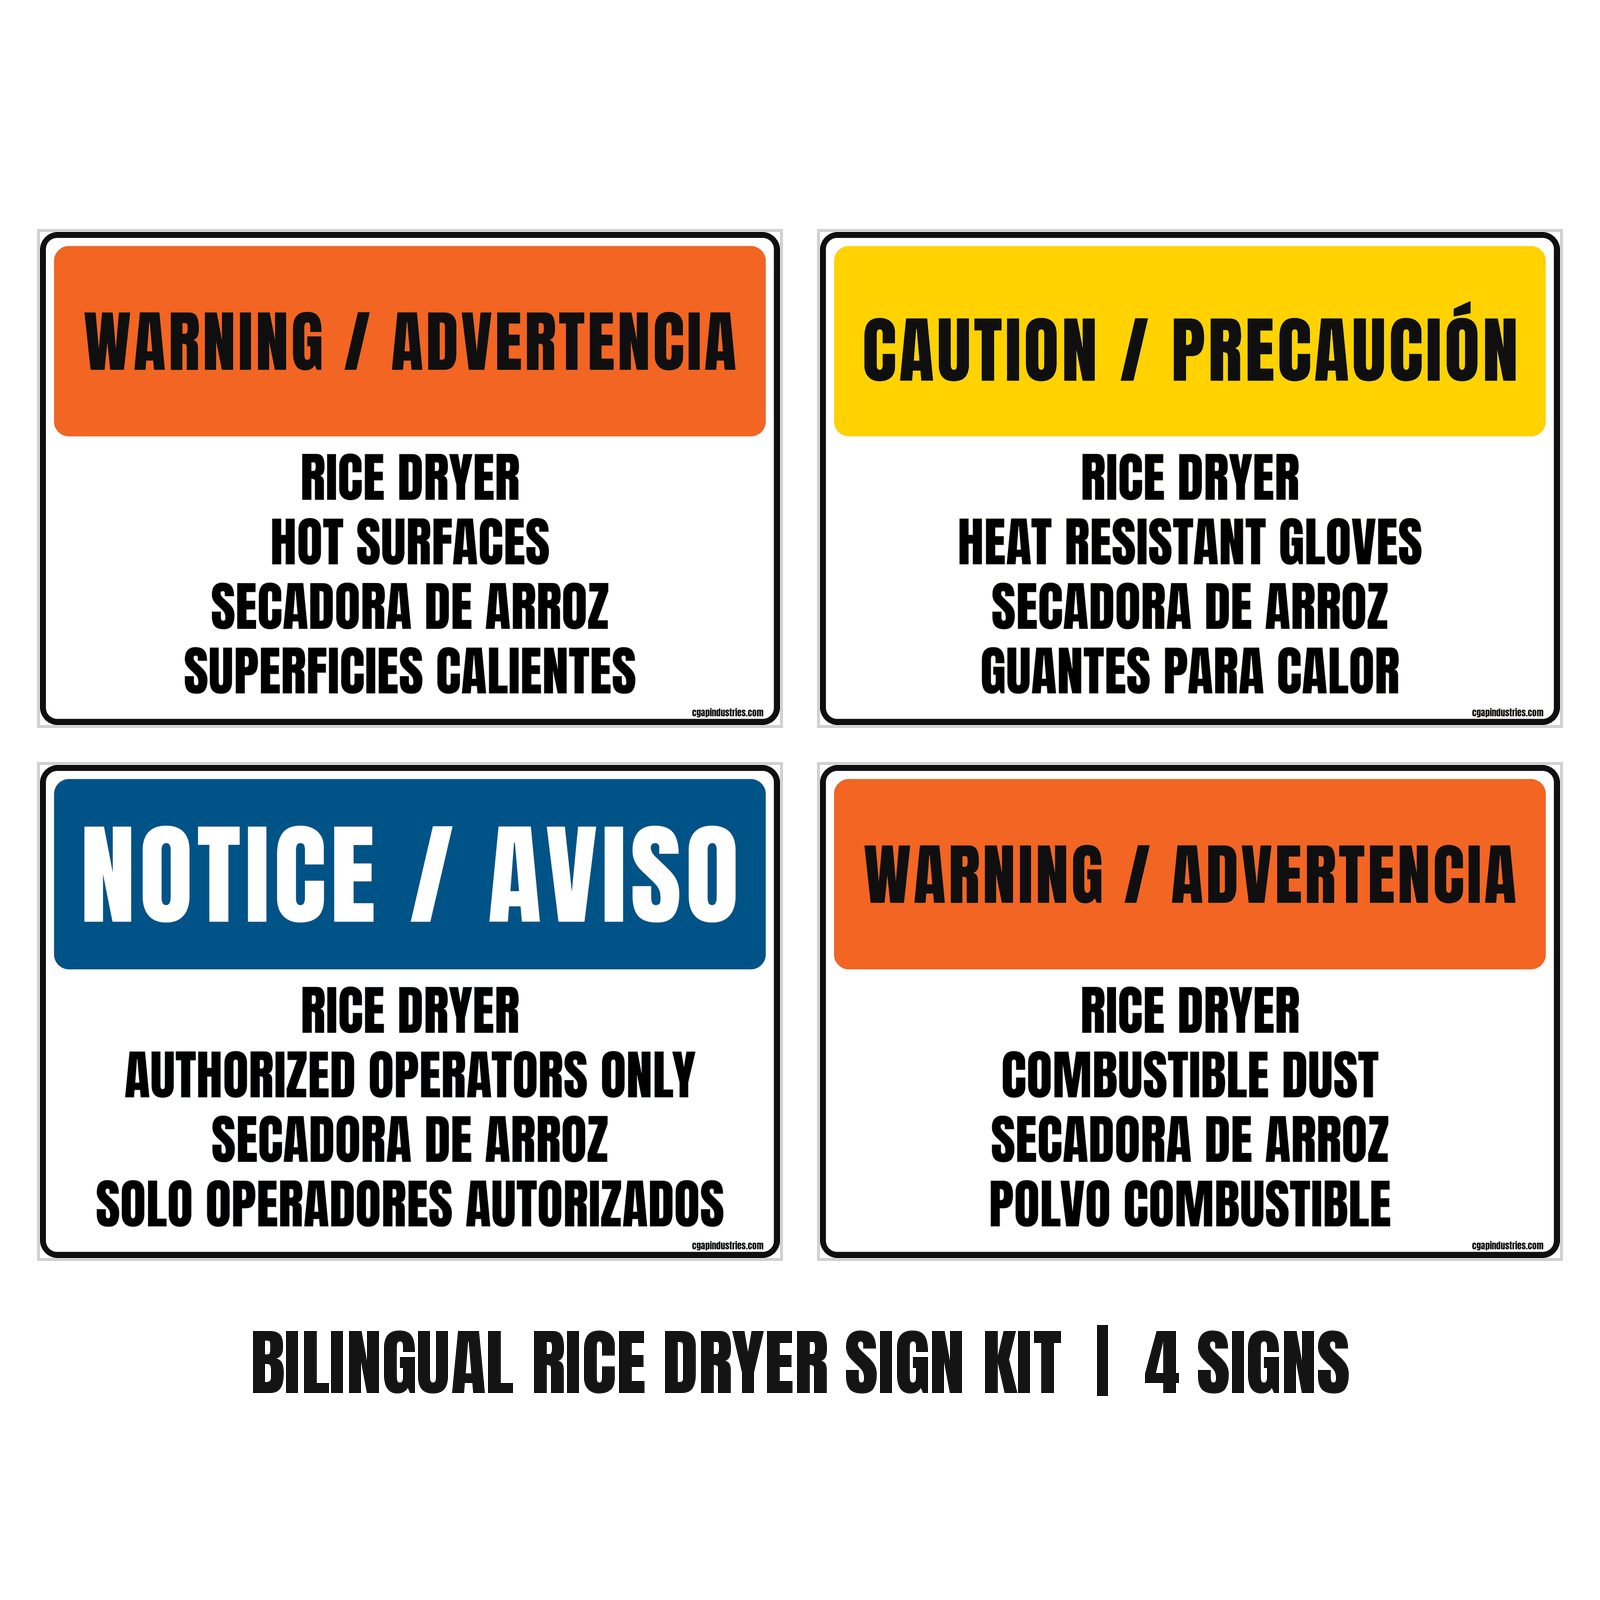 WARNING / ADVERTENCIA
RICE DRYER
HOT SURFACES
SECADORA DE ARROZ
SUPERFICIES CALIENTES
cgapindustries.com
CAUTION / PRECAUCIÓN
RICE DRYER
HEAT RESISTANT GLOVES
SECADORA DE ARROZ
GUANTES PARA CALOR
cgapindustries.com
NOTICE / AVISO
RICE DRYER
AUTHORIZED OPERATORS ONLY
SECADORA DE ARROZ
SOLO OPERADORES AUTORIZADOS
cgapindustries.com
WARNING / ADVERTENCIA
RICE DRYER
COMBUSTIBLE DUST
SECADORA DE ARROZ
POLVO COMBUSTIBLE
cgapindustries.com
BILINGUAL RICE DRYER SIGN KIT | 4 SIGNS